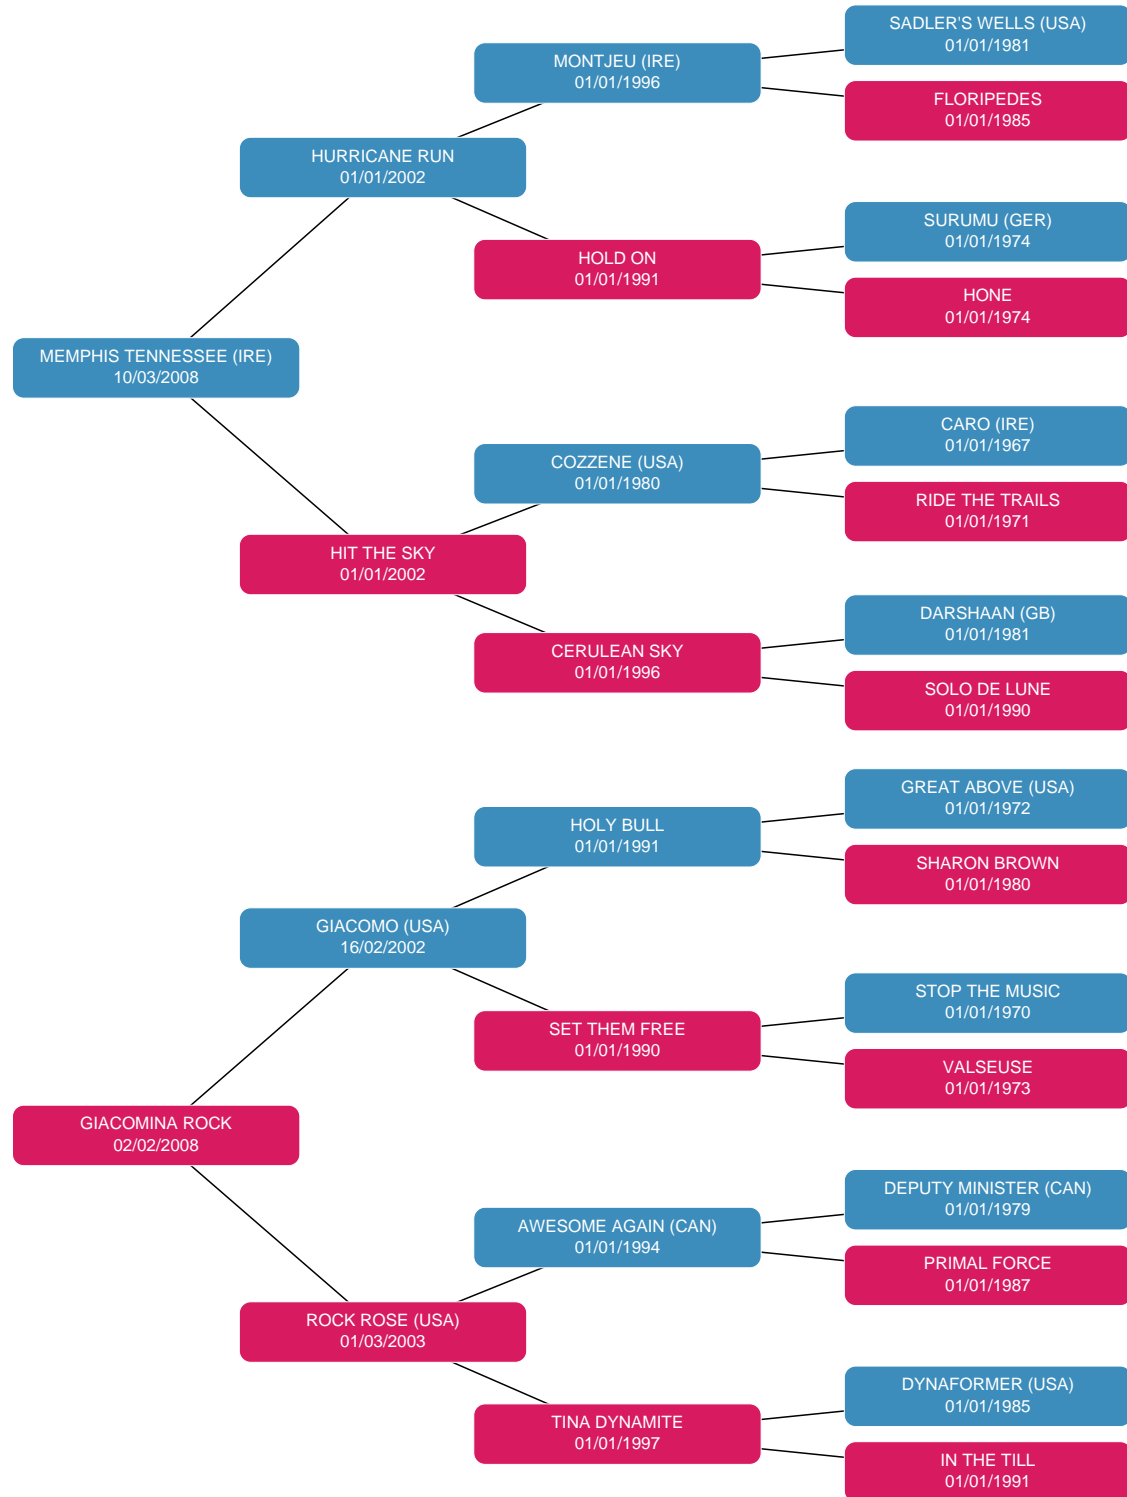 SADLER'S WELLS (USA)
01/01/1981
MONTJEU (IRE)
01/01/1996
FLORIPEDES
01/01/1985
HURRICANE RUN
01/01/2002
SURUMU (GER)
01/01/1974
HOLD ON
01/01/1991
HONE
01/01/1974
MEMPHIS TENNESSEE (IRE)
10/03/2008
CARO (IRE)
01/01/1967
COZZENE (USA)
01/01/1980
RIDE THE TRAILS
01/01/1971
HIT THE SKY
01/01/2002
DARSHAAN (GB)
01/01/1981
CERULEAN SKY
01/01/1996
SOLO DE LUNE
01/01/1990
GREAT ABOVE (USA)
01/01/1972
HOLY BULL
01/01/1991
SHARON BROWN
01/01/1980
GIACOMO (USA)
16/02/2002
STOP THE MUSIC
01/01/1970
SET THEM FREE
01/01/1990
VALSEUSE
01/01/1973
GIACOMINA ROCK
02/02/2008
DEPUTY MINISTER (CAN)
01/01/1979
AWESOME AGAIN (CAN)
01/01/1994
PRIMAL FORCE
01/01/1987
ROCK ROSE (USA)
01/03/2003
DYNAFORMER (USA)
01/01/1985
TINA DYNAMITE
01/01/1997
IN THE TILL
01/01/1991